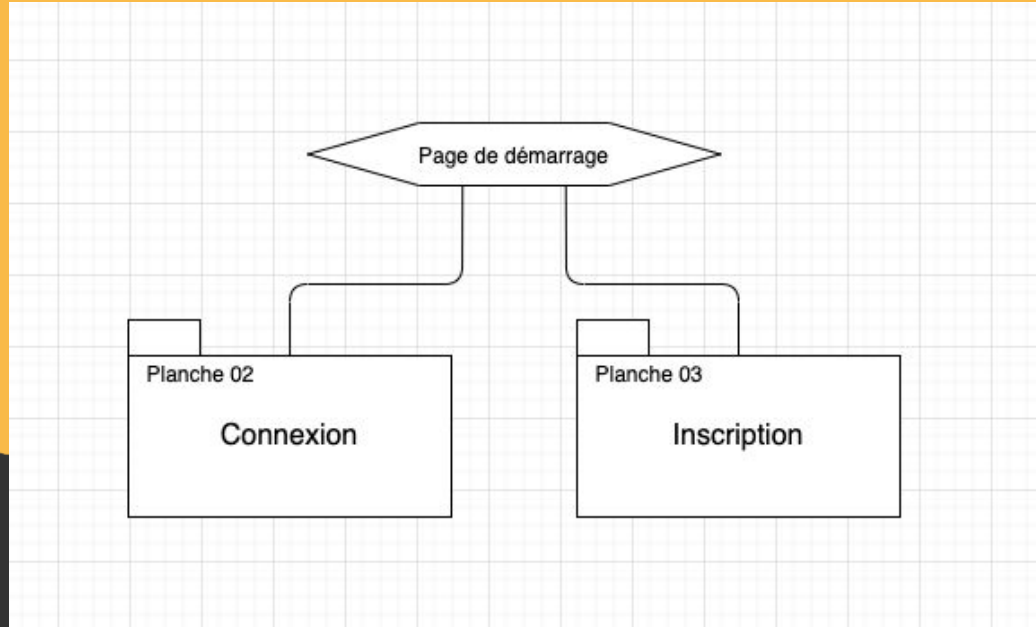 Page de démarrage
Planche 02
Connexion
Planche 03
Inscription